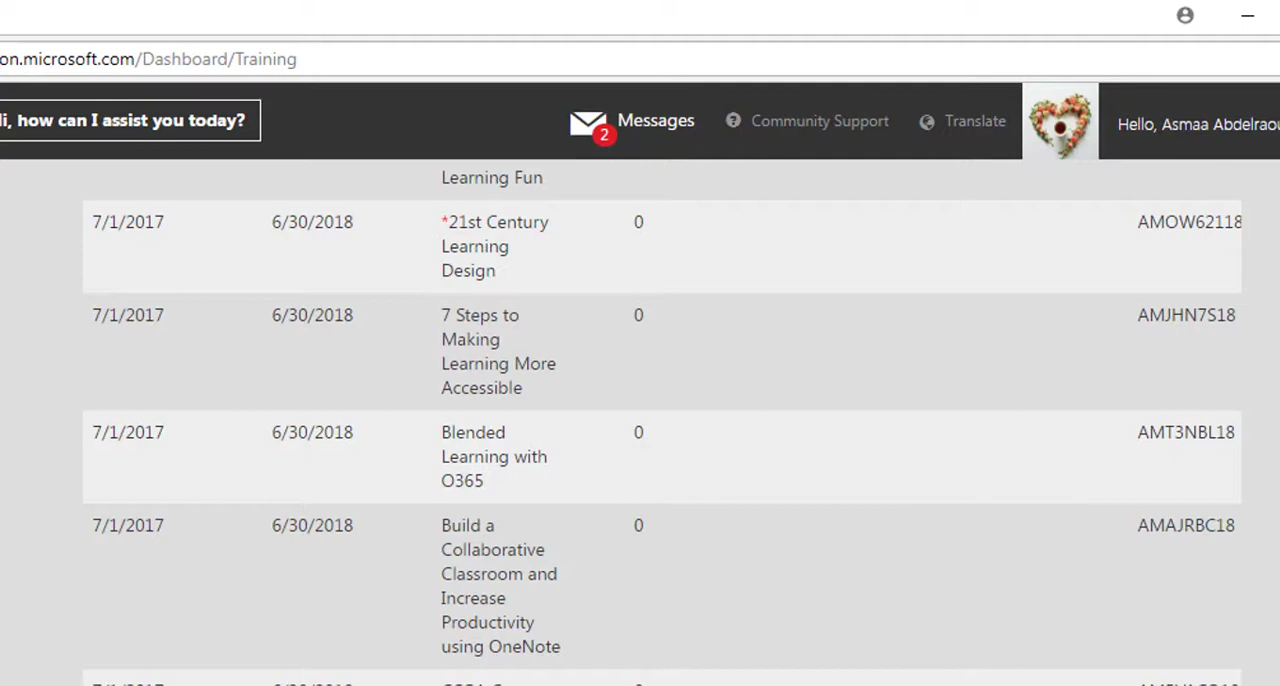 on.microsoft.com/Dashboard/Training
i, how can I assist you today?
2 Messages
Community Support
Translate
Hello, Asmaa Abdelraou
Learning Fun
7/1/2017 6/30/2018 *21st Century 0 AMOW62118
Learning
Design
7/1/2017 6/30/2018 7 Steps to 0 AMJHN7S18
Making
Learning More
Accessible
7/1/2017 6/30/2018 Blended 0 AMT3NBL18
Learning with
O365
7/1/2017 6/30/2018 Build a 0 AMAJRBC18
Collaborative
Classroom and
Increase
Productivity
using OneNote